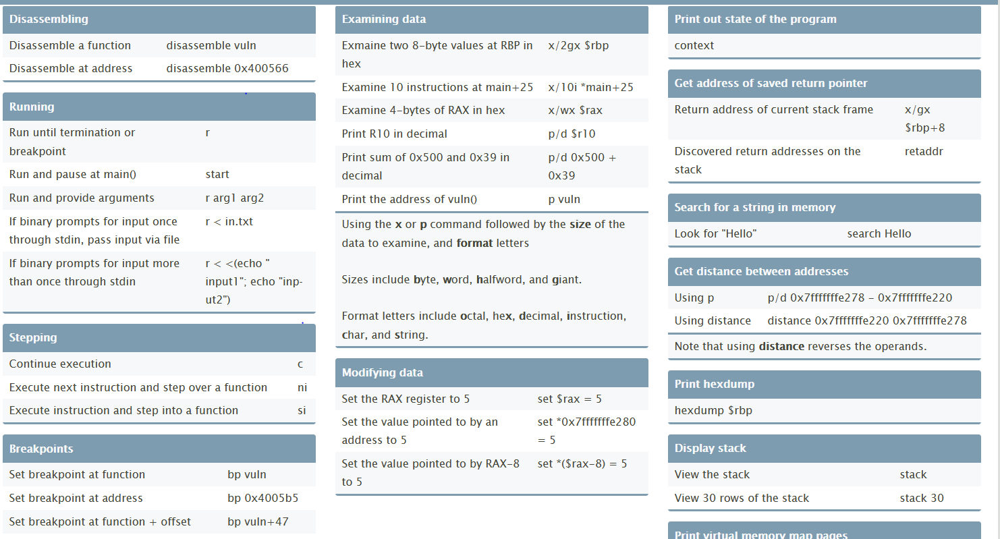 Disassembling
Disassemble a function disassemble vuln
Disassemble at address disassemble 0x400566
Running
Run until termination or r
breakpoint
Run and pause at main() start
Run and provide arguments r arg1 arg2
If binary prompts for input once r < in.txt
through stdin, pass input via file
If binary prompts for input more r < <(echo "
than once through stdin input1"; echo "inp-
ut2")
Stepping
Continue execution c
Execute next instruction and step over a function ni
Execute instruction and step into a function si
Breakpoints
Set breakpoint at function bp vuln
Set breakpoint at address bp 0x4005b5
Set breakpoint at function + offset bp vuln+47
Examining data
Exmaine two 8-byte values at RBP in x/2gx $rbp
hex
Examine 10 instructions at main+25 x/10i *main+25
Examine 4-bytes of RAX in hex x/wx $rax
Print R10 in decimal p/d $r10
Print sum of 0x500 and 0x39 in p/d 0x500 +
decimal 0x39
Print the address of vuln() p vuln
Using the x or p command followed by the size of the
data to examine, and format letters
Sizes include byte, word, halfword, and giant.
Format letters include octal, hex, decimal, instruction,
char, and string.
Modifying data
Set the RAX register to 5 set $rax = 5
Set the value pointed to by an set *0x7fffffffe280
address to 5 = 5
Set the value pointed to by RAX-8 set *($rax-8) = 5
to 5
Print out state of the program
context
Get address of saved return pointer
Return address of current stack frame x/gx
$rbp+8
Discovered return addresses on the retaddr
stack
Search for a string in memory
Look for "Hello" search Hello
Get distance between addresses
Using p p/d 0x7fffffffe278 - 0x7fffffffe220
Using distance distance 0x7fffffffe220 0x7fffffffe278
Note that using distance reverses the operands.
Print hexdump
hexdump $rbp
Display stack
View the stack stack
View 30 rows of the stack stack 30
Print virtual memory map pages